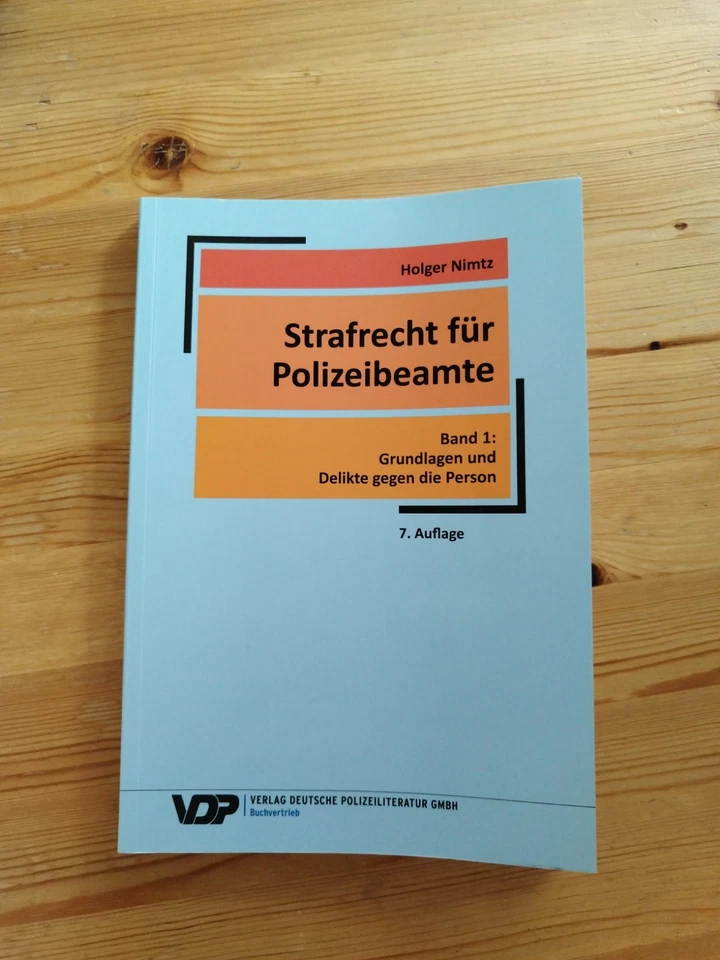 Holger Nimtz
Strafrecht für
Polizeibeamte
Band 1:
Grundlagen und
Delikte gegen die Person
7. Auflage
VDP
VERLAG DEUTSCHE POLIZEILITERATUR GMBH
Buchvertrieb